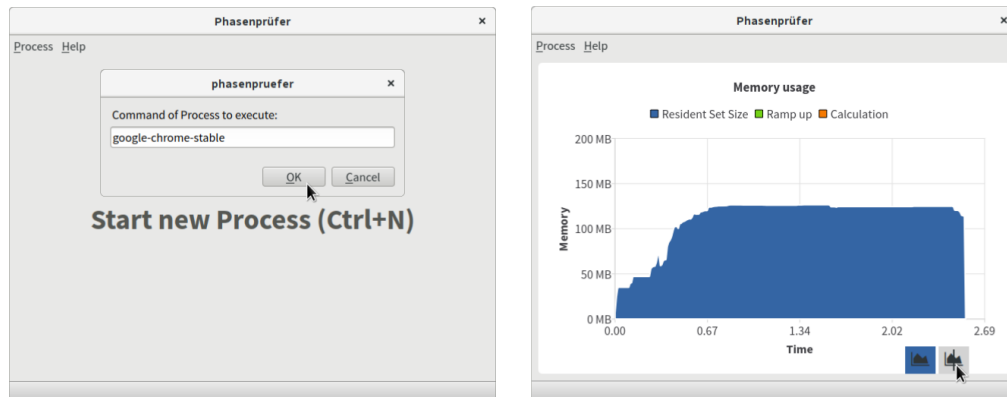 Phasenprüfer ×
Process Help
phasenpruefer ×
Command of Process to execute:
google-chrome-stable
OK Cancel
Start new Process (Ctrl+N)
Phasenprüfer ×
Process Help
Memory usage
Resident Set Size Ramp up Calculation
200 MB
150 MB
100 MB
50 MB
0 MB
Memory
0.00 0.67 1.34 2.02 2.69
Time